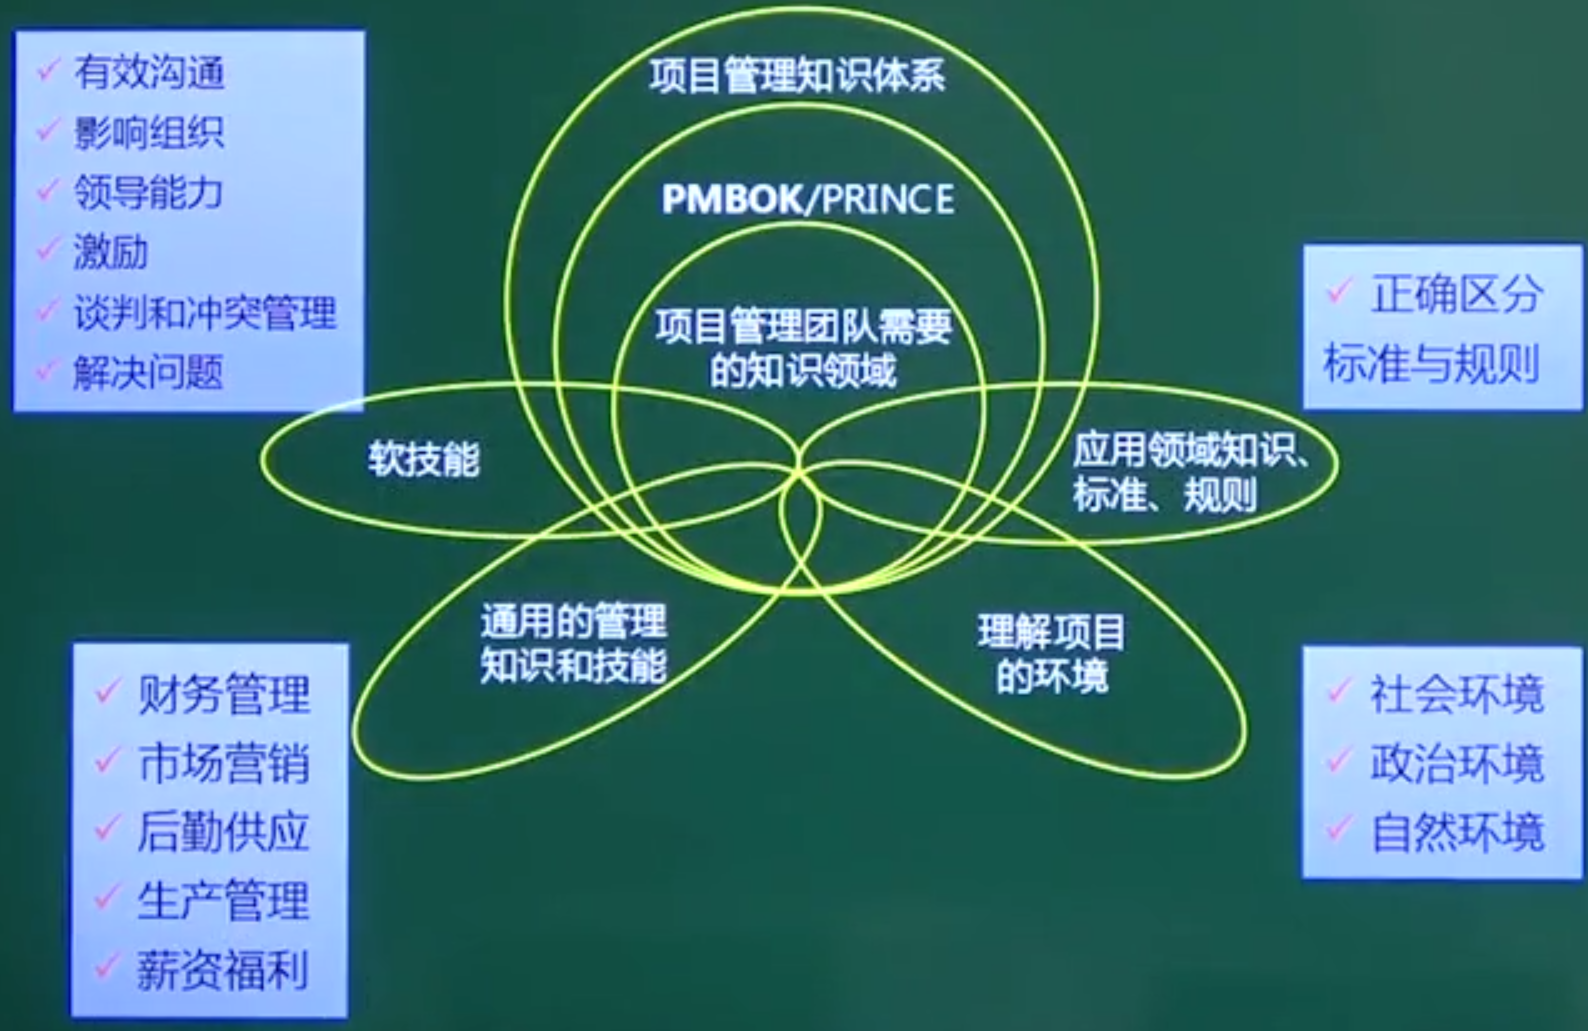 有效沟通
影响组织
领导能力
激励
谈判和冲突管理
解决问题
项目管理知识体系
PMBOK/PRINCE
项目管理团队需要
的知识领域
正确区分
标准与规则
软技能
应用领域知识、
标准、规则
通用的管理
知识和技能
理解项目
的环境
财务管理
市场营销
后勤供应
生产管理
薪资福利
社会环境
政治环境
自然环境